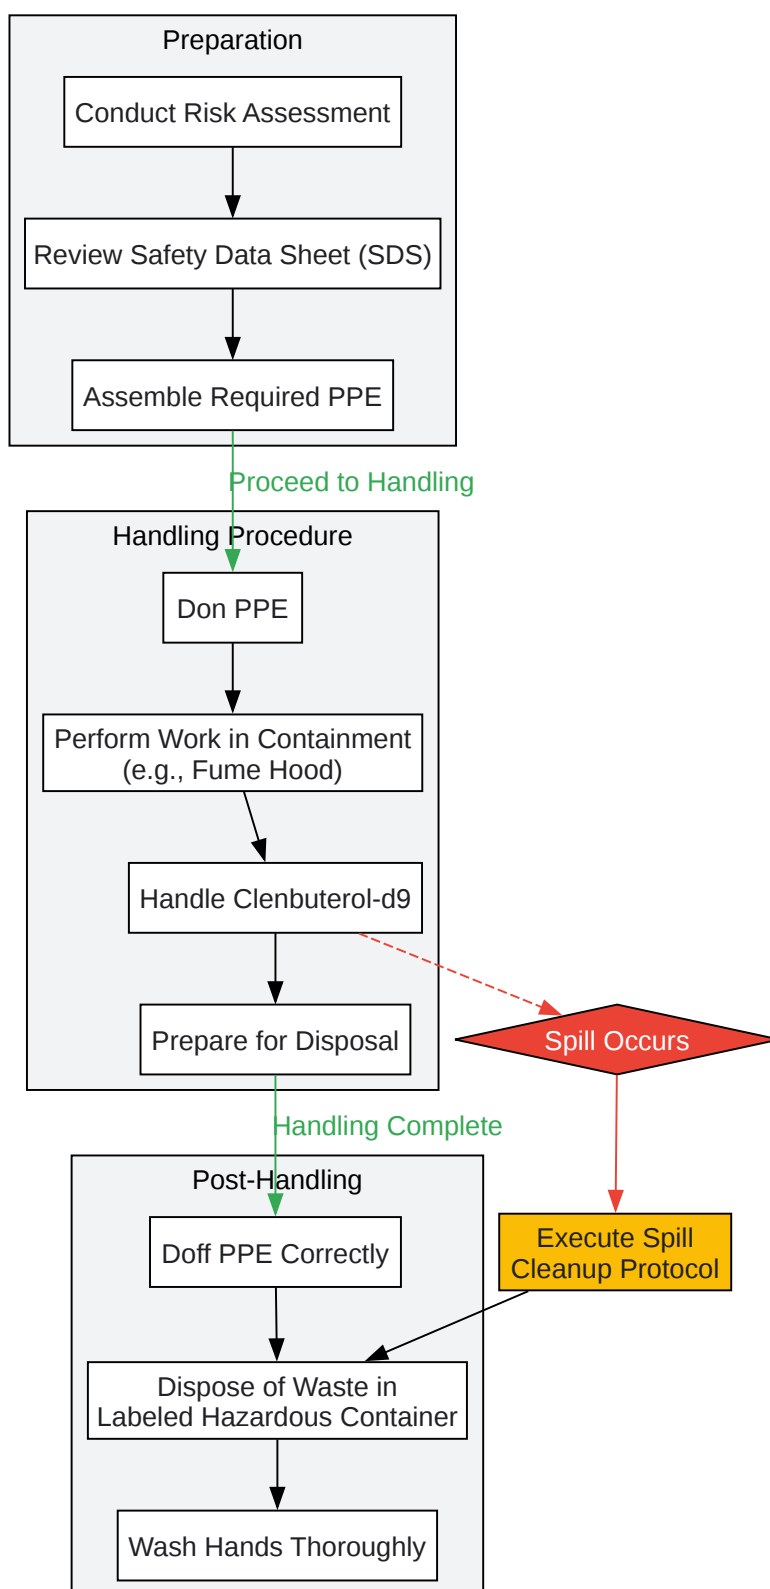 Preparation
Conduct Risk Assessment
Review Safety Data Sheet (SDS)
Assemble Required PPE
Proceed to Handling
Handling Procedure
Don PPE
Perform Work in Containment
(e.g., Fume Hood)
Handle Clenbuterol-d9
Prepare for Disposal
Spill Occurs
Handling Complete
Post-Handling
Doff PPE Correctly
Execute Spill
Cleanup Protocol
Dispose of Waste in
Labeled Hazardous Container
Wash Hands Thoroughly